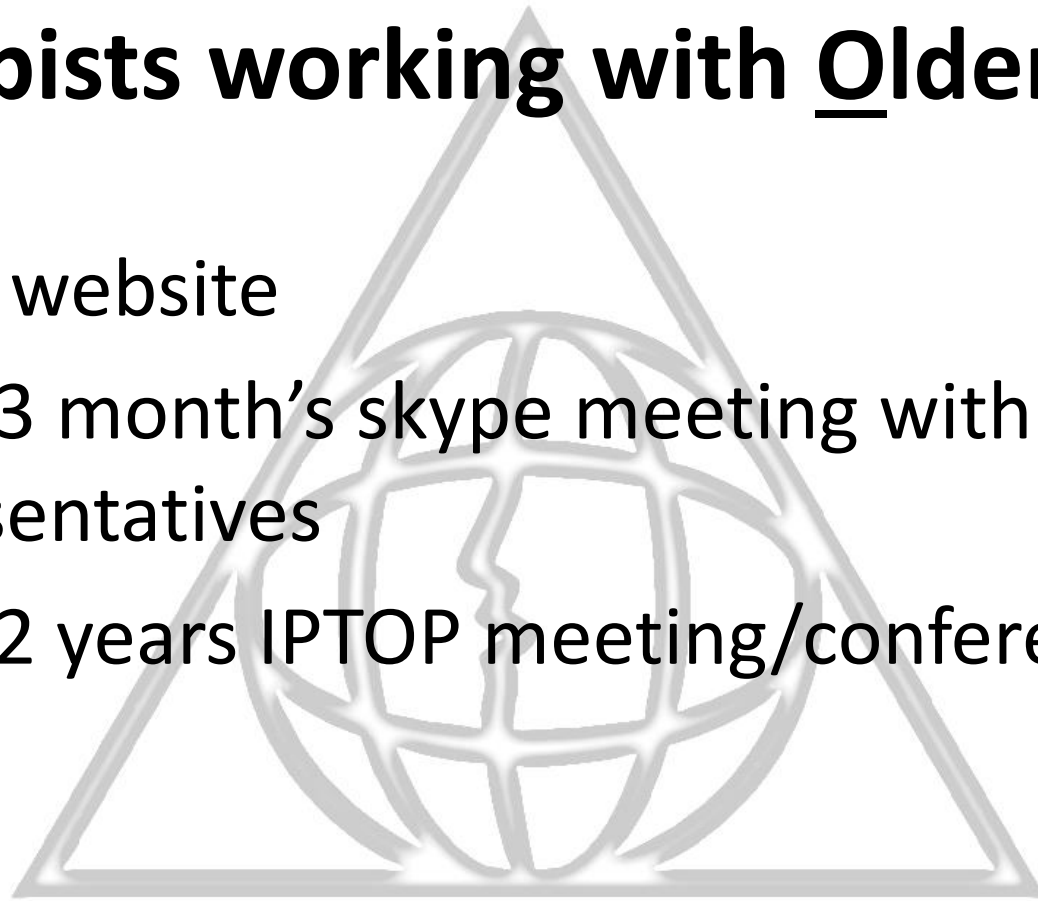 pists working with Older
website
3 month’s skype meeting with
sentatives
2 years IPTOP meeting/confere